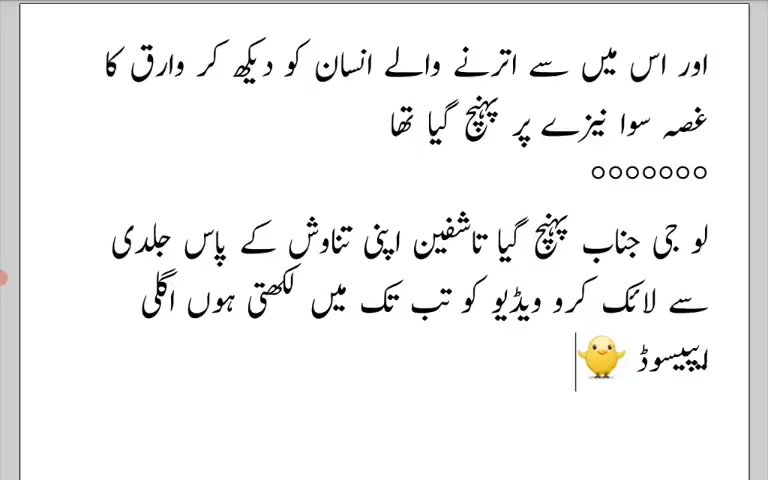 اور اس میں سے اترنے والے انسان کو دیکھ کر وارق کا
غصہ سوا نیزے پر پہنچ گیا تھا
○○○○○○○
لو جی جناب پہنچ گیا تاشفین اپنی تناوش کے پاس جلدی
سے لائک کرو ویڈیو کو تب تک میں لکھتی ہوں اگلی
ایپیسوڈ 🐥